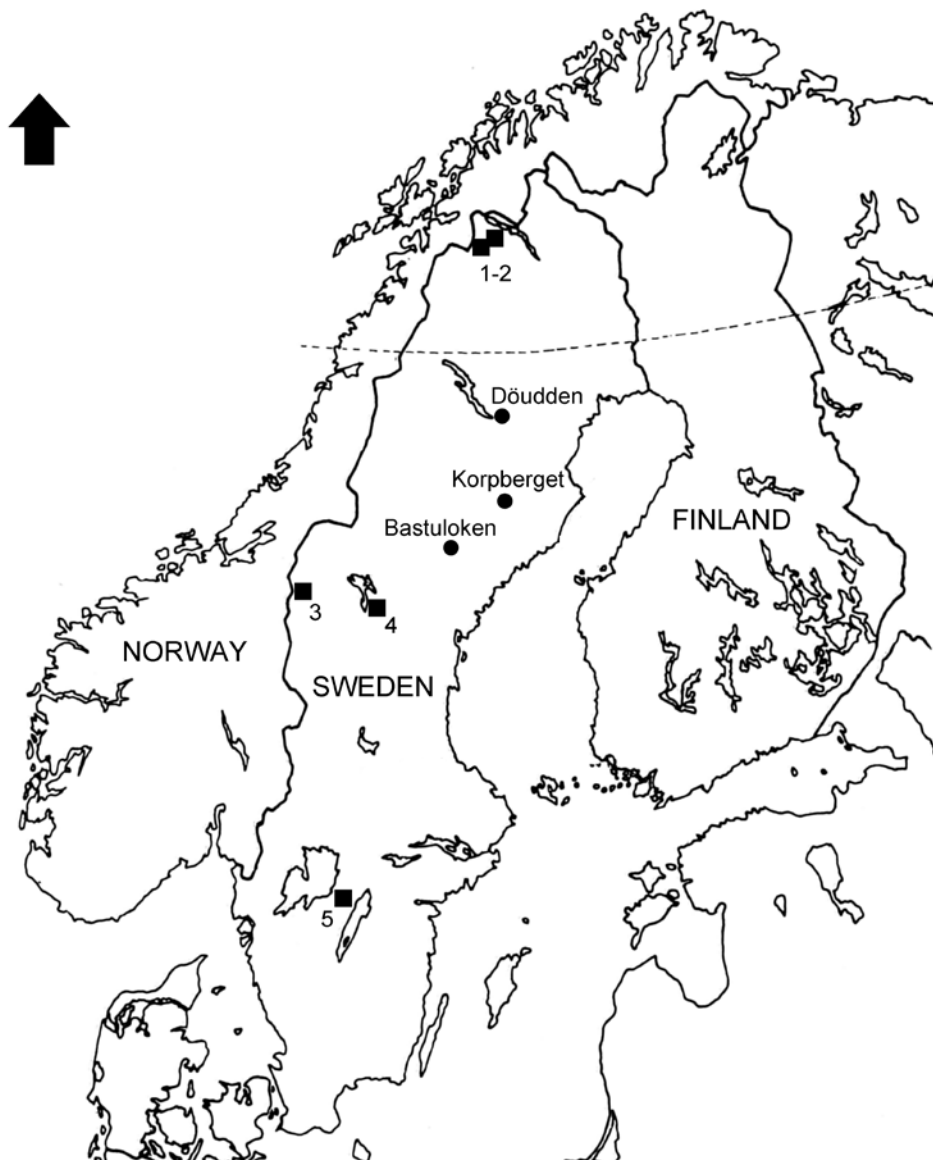 1-2
Döudden
Korpberget
FINLAND
Bastuloken
3
4
NORWAY
SWEDEN
5